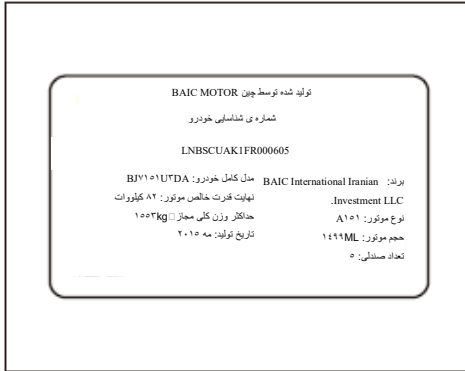 تولید شده توسط چین BAIC MOTOR
شماره ی شناسایی خودرو
LNBSCUAK1FR000605
برند: BAIC International Iranian Investment LLC.
نوع موتور: A۱۵۱
حجم موتور: ۱٤۹۹ML
تعداد صندلی: ۵
مدل کامل خودرو: BJ۷۱۵۱U۳DA
نهایت قدرت خالص موتور: ۸۲ کیلووات
حداکثر وزن کلی مجاز□۱۵۵۳kg
تاریخ تولید: مه ۲۰۱۵